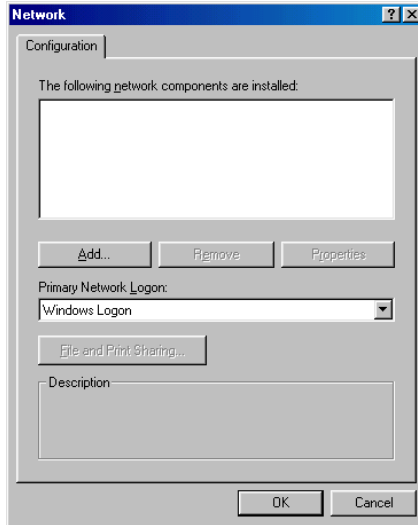 Network
Configuration
The following network components are installed:
Add... Remove Properties
Primary Network Logon:
Windows Logon
File and Print Sharing...
Description
OK Cancel